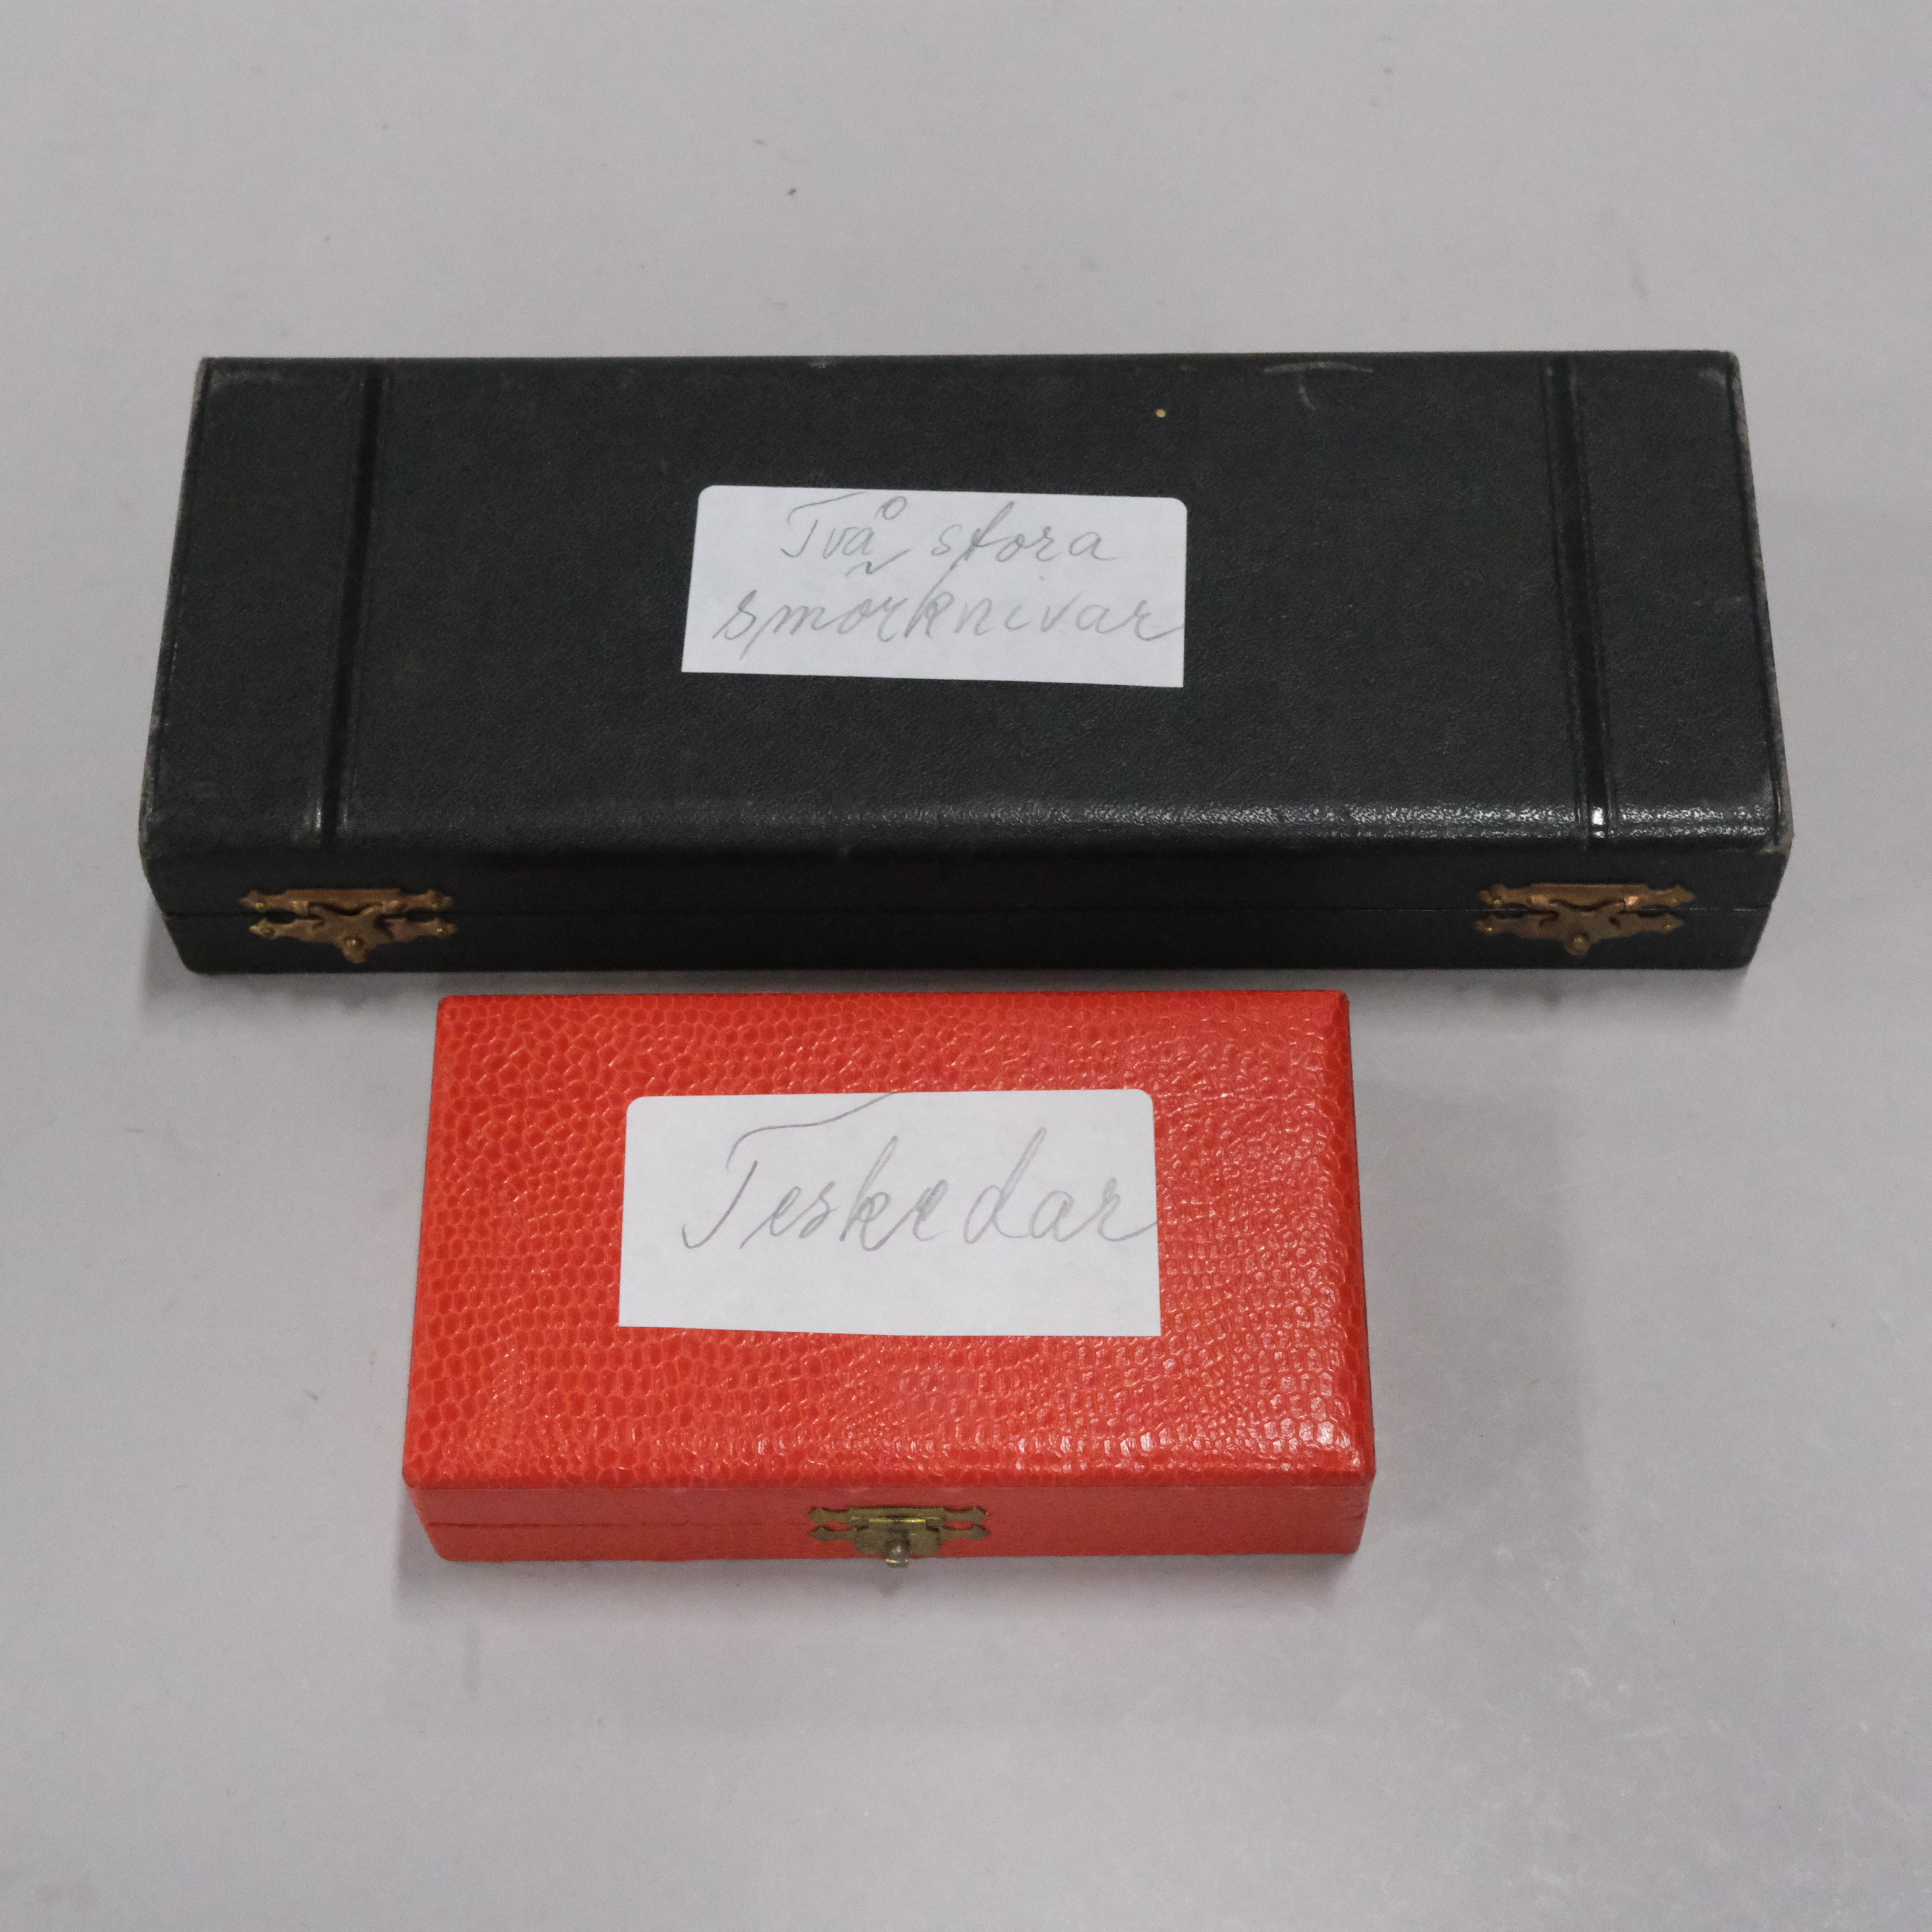 Två stora
smörknivar
Teskedar